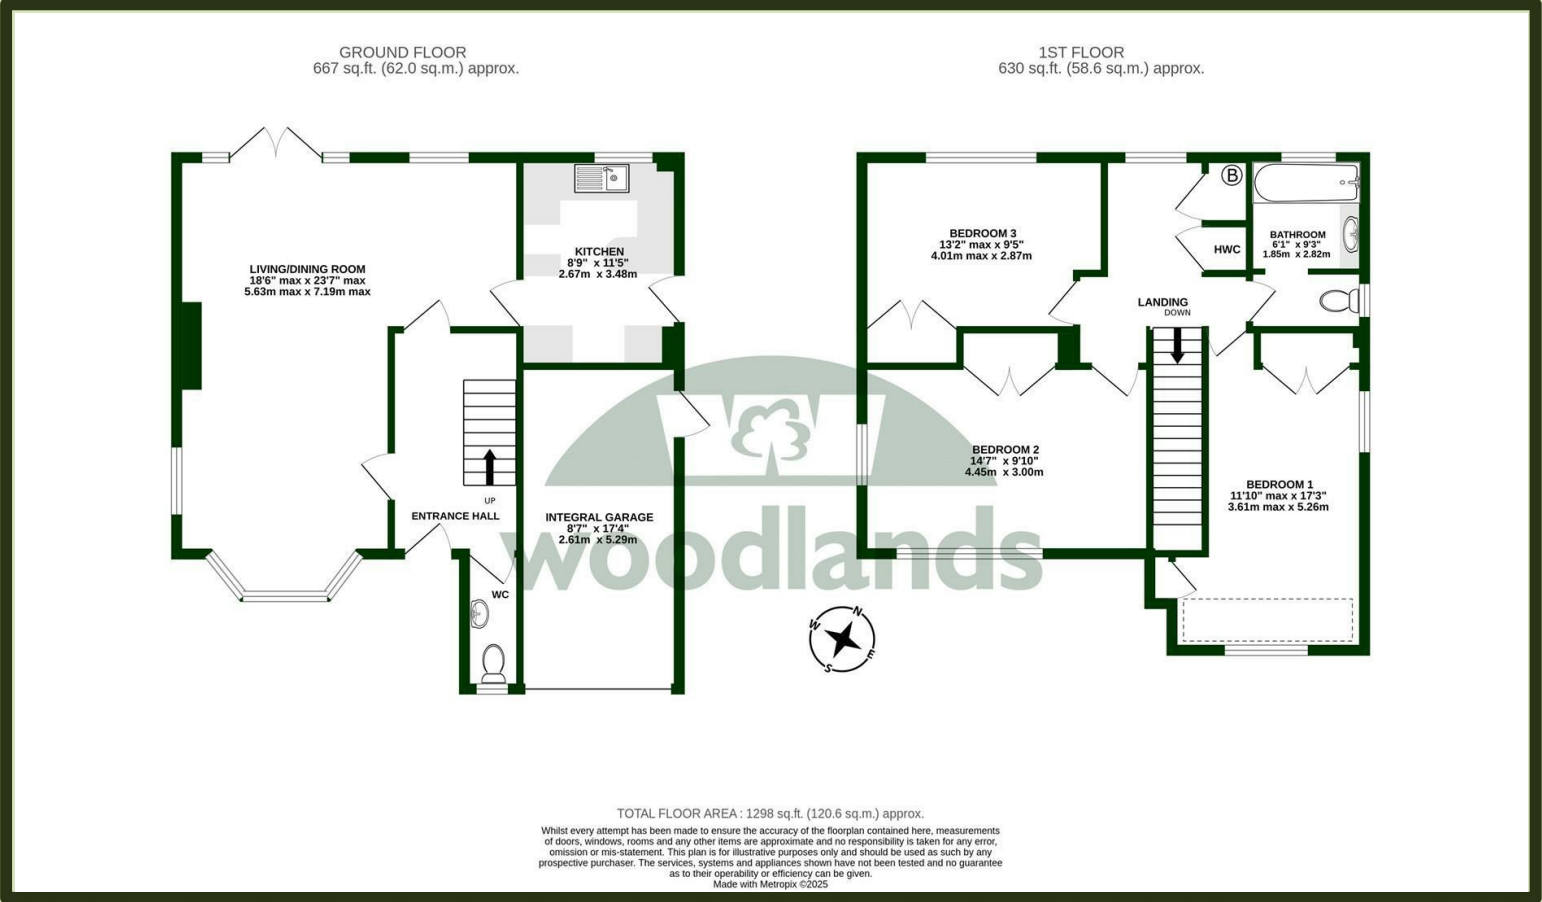 GROUND FLOOR
667 sq.ft. (62.0 sq.m.) approx.
1ST FLOOR
630 sq.ft. (58.6 sq.m.) approx.
LIVING/DINING ROOM
18'6" max x 23'7" max
5.63m max x 7.19m max
KITCHEN
8'9" x 11'5"
2.67m x 3.48m
UP
ENTRANCE HALL
INTEGRAL GARAGE
8'7" x 17'4"
2.61m x 5.29m
WC
BEDROOM 3
13'2" max x 9'5"
4.01m max x 2.87m
B
HWC
BATHROOM
6'1" x 9'3"
1.85m x 2.82m
LANDING
DOWN
BEDROOM 2
14'7" x 9'10"
4.45m x 3.00m
BEDROOM 1
11'10" max x 17'3"
3.61m max x 5.26m
woodlands
N
W
E
S
TOTAL FLOOR AREA : 1298 sq.ft. (120.6 sq.m.) approx.
Whilst every attempt has been made to ensure the accuracy of the floorplan contained here, measurements
of doors, windows, rooms and any other items are approximate and no responsibility is taken for any error,
omission or mis-statement. This plan is for illustrative purposes only and should be used as such by any
prospective purchaser. The services, systems and appliances shown have not been tested and no guarantee
as to their operability or efficiency can be given.
Made with Metropix ©2025